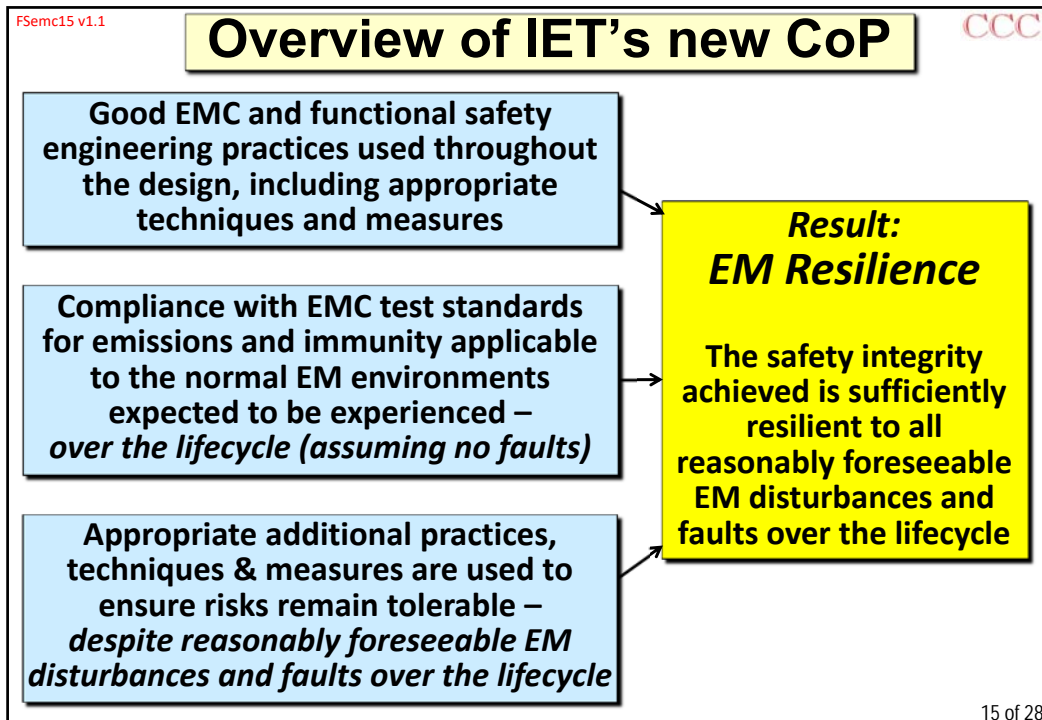 FSemc15 v1.1
Overview of IET’s new CoP
CCC
Good EMC and functional safety
engineering practices used throughout
the design, including appropriate
techniques and measures
Compliance with EMC test standards
for emissions and immunity applicable
to the normal EM environments
expected to be experienced –
over the lifecycle (assuming no faults)
Appropriate additional practices,
techniques & measures are used to
ensure risks remain tolerable –
despite reasonably foreseeable EM
disturbances and faults over the lifecycle
Result:
EM Resilience
The safety integrity
achieved is sufficiently
resilient to all
reasonably foreseeable
EM disturbances and
faults over the lifecycle
15 of 28